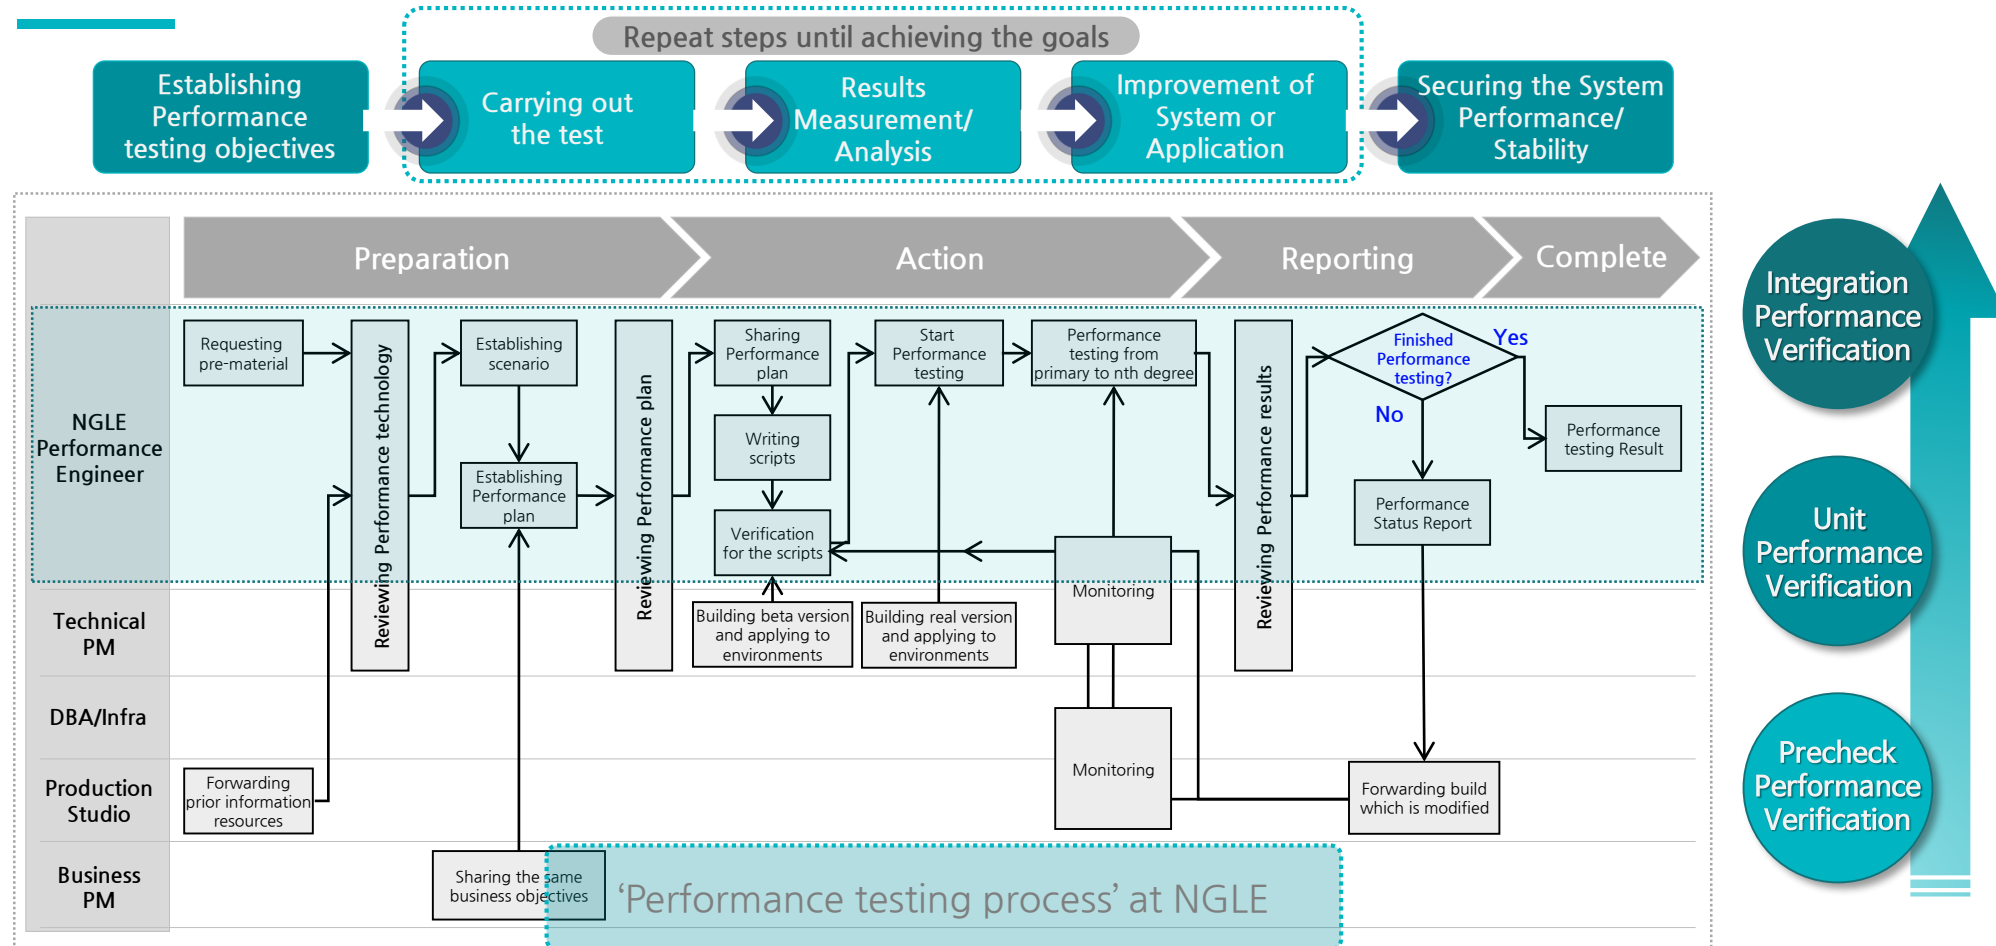 Repeat steps until achieving the goals
Establishing
Performance
testing objectives
Carrying out
the test
Results
Measurement/
Analysis
Improvement of
System or
Application
Securing the System
Performance/
Stability
Preparation
Action
Reporting
Complete
NGLE
Performance
Engineer
Requesting
pre-material
Reviewing Performance technology
Establishing
scenario
Establishing
Performance
plan
Reviewing Performance plan
Sharing
Performance
plan
Writing
scripts
Verification
for the scripts
Start
Performance
testing
Performance
testing from
primary to nth degree
Reviewing Performance results
Finished
Performance
testing?
Yes
No
Performance
testing Result
Performance
Status Report
Technical
PM
Building beta version
and applying to
environments
Building real version
and applying to
environments
Monitoring
DBA/Infra
Monitoring
Production
Studio
Forwarding
prior information
resources
Forwarding build
which is modified
Business
PM
Sharing the same
business objectives
‘Performance testing process’ at NGLE
Integration
Performance
Verification
Unit
Performance
Verification
Precheck
Performance
Verification